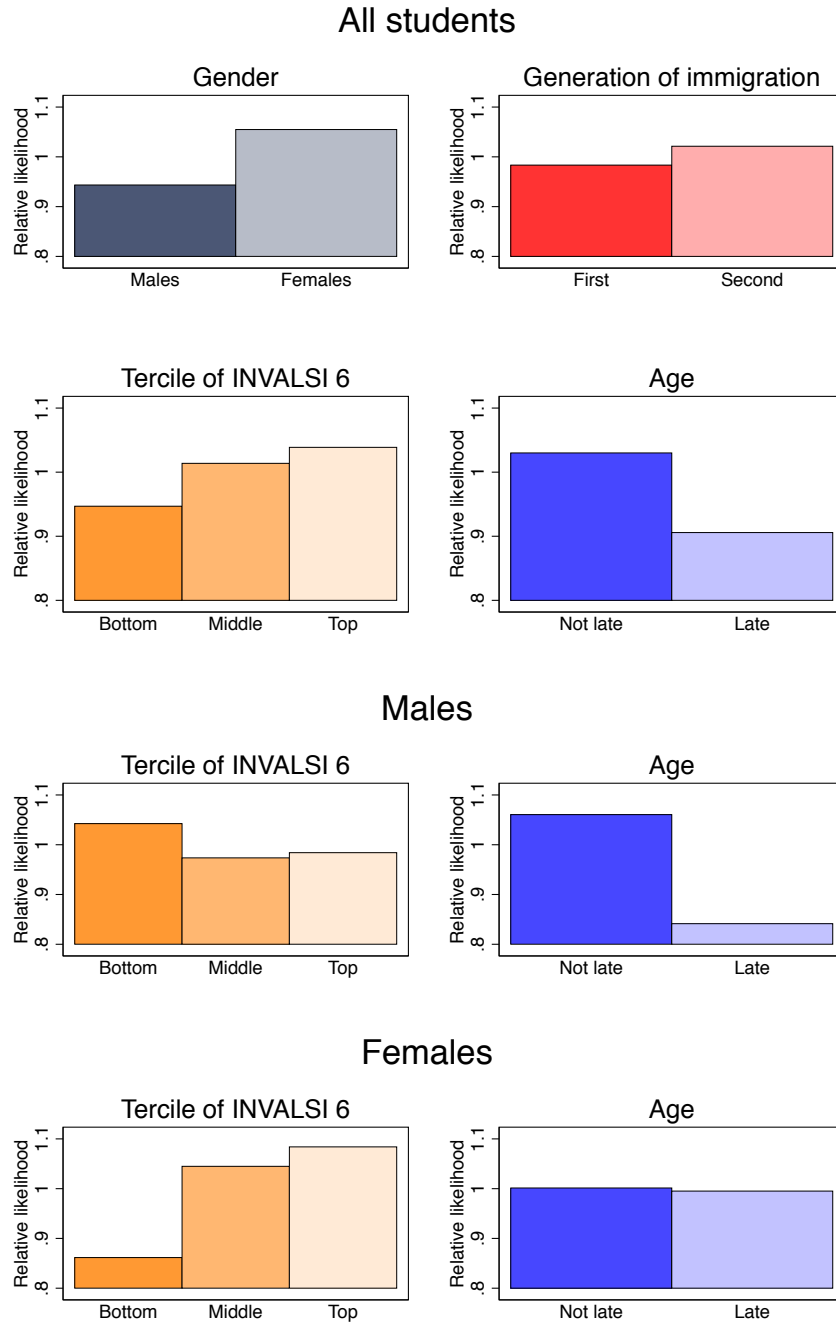 All students
Gender
Relative likelihood
1.1
1
.9
.8
Males Females
Generation of immigration
Relative likelihood
1.1
1
.9
.8
First Second
Tercile of INVALSI 6
Relative likelihood
1.1
1
.9
.8
Bottom Middle Top
Age
Relative likelihood
1.1
1
.9
.8
Not late Late
Males
Tercile of INVALSI 6
Relative likelihood
1.1
1
.9
.8
Bottom Middle Top
Age
Relative likelihood
1.1
1
.9
.8
Not late Late
Females
Tercile of INVALSI 6
Relative likelihood
1.1
1
.9
.8
Bottom Middle Top
Age
Relative likelihood
1.1
1
.9
.8
Not late Late